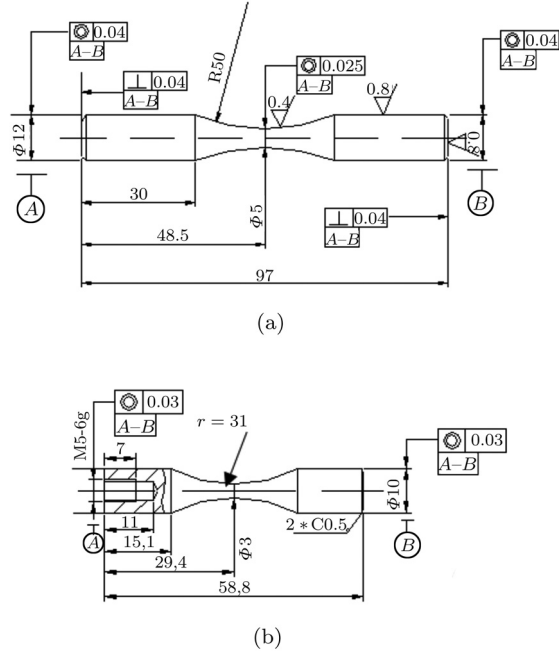 0.04
A–B
0.04
A–B
R50
0.025
A–B
0.4
0.8
0.04
A–B
0.8
Φ12
A
30
48.5
97
Φ5
0.04
A–B
B
(a)
M5-6g
0.03
A–B
7
r = 31
0.03
A–B
Φ10
11
15,1
29,4
58,8
Φ3
2 * C0.5
A
B
(b)